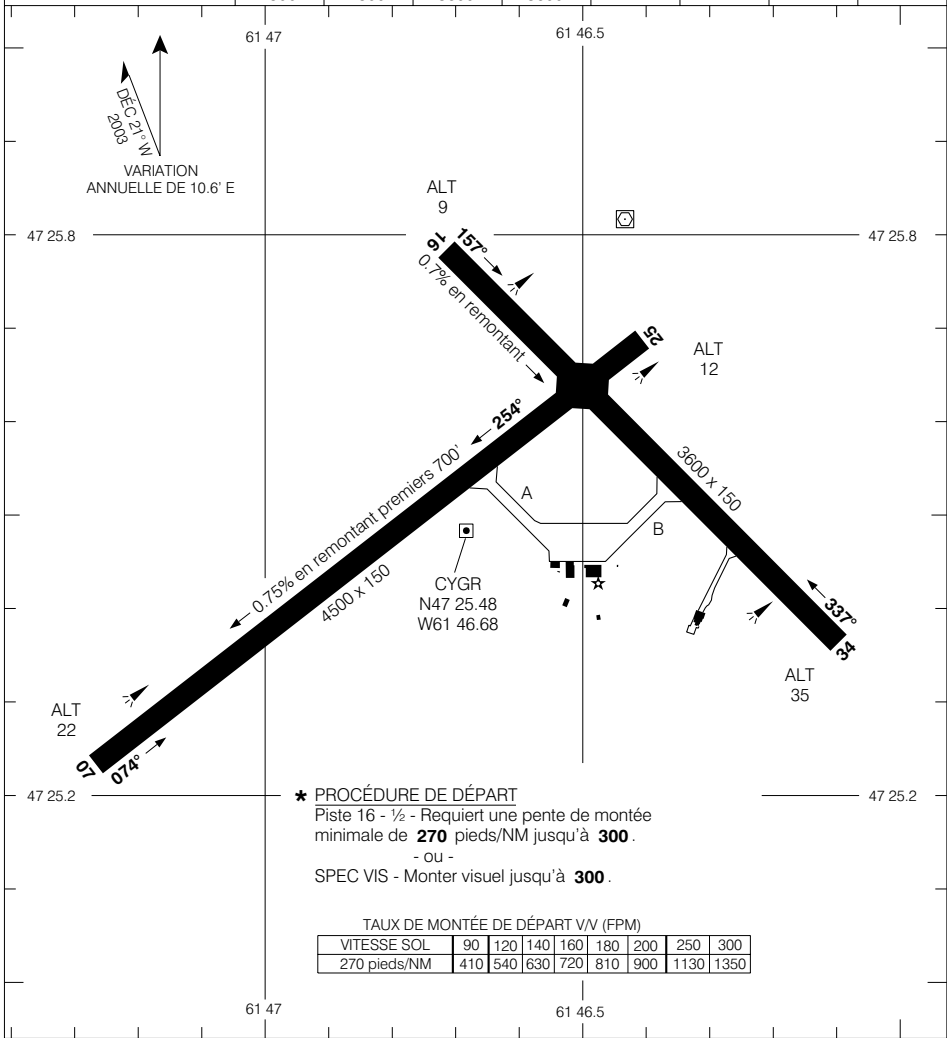 61 47
61 46.5
DÉC 21° W
2003
VARIATION
ANNUELLE DE 10.6' E
ALT
9
47 25.8
47 25.8
16
157°
0.7% en remontant
25
ALT
12
254°
0.75% en remontant premiers 700'
4500 x 150
3600 x 150
A
B
CYGR
N47 25.48
W61 46.68
337°
34
ALT
35
ALT
22
07
074°
47 25.2
47 25.2
* PROCÉDURE DE DÉPART
Piste 16 - ½ - Requiert une pente de montée
minimale de 270 pieds/NM jusqu'à 300.
- ou -
SPEC VIS - Monter visuel jusqu'à 300.
TAUX DE MONTÉE DE DÉPART V/V (FPM)
VITESSE SOL 90 120 140 160 180 200 250 300
270 pieds/NM 410 540 630 720 810 900 1130 1350
61 47
61 46.5